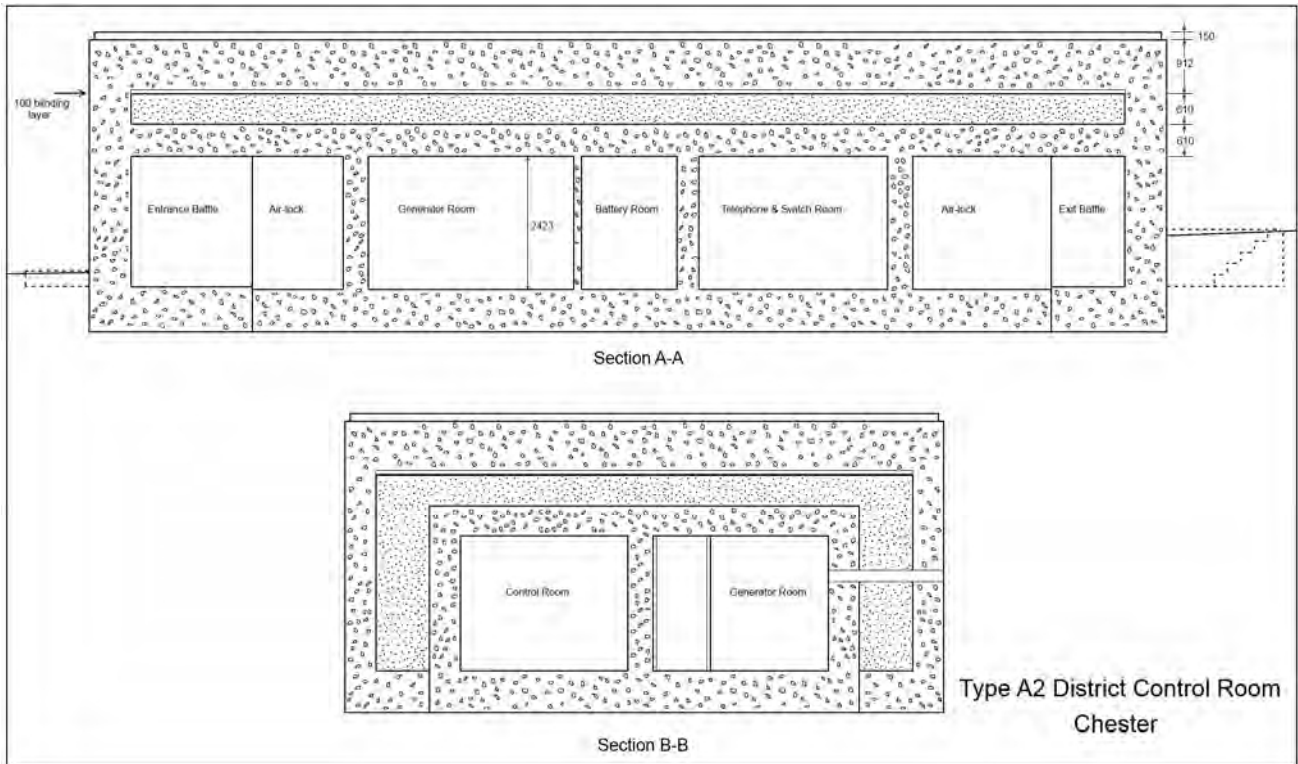 150
912
100 blinding
layer
610
610
Entrance Baffle Air-lock Generator Room Battery Room Telephone & Switch Room Air-lock Exit Baffle
2423
Section A-A
Control Room Generator Room
Type A2 District Control Room
Chester
Section B-B